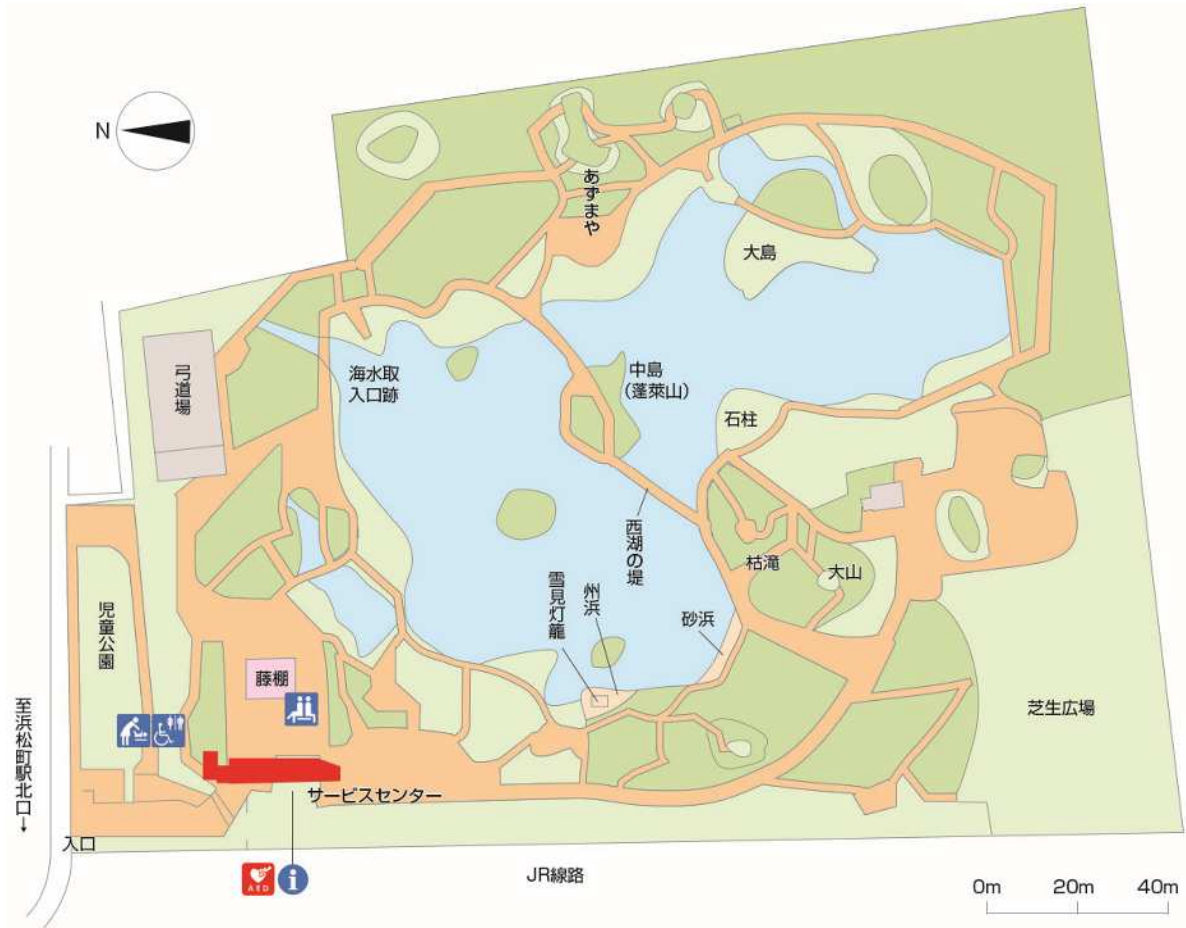 N
あずまや
大島
弓道場
海水取
入口跡
中島
(蓬萊山)
石柱
西湖の堤
枯滝
大山
雪見灯籠
州浜
砂浜
児童公園
藤棚
芝生広場
至浜松町駅北口→
サービスセンター
入口
AED
i
JR線路
0m 20m 40m